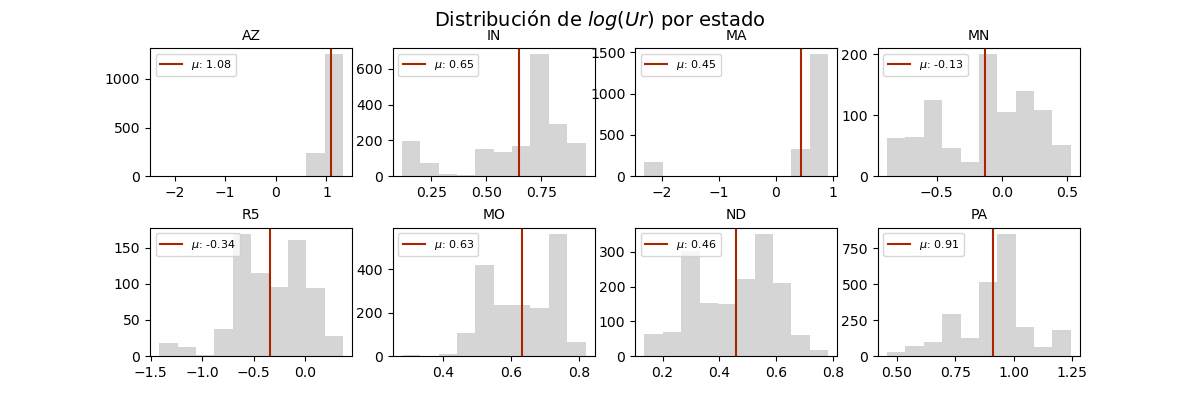 Distribución de log(Ur) por estado
AZ
IN
MA
MN
μ: 1.08
μ: 0.65
μ: 0.45
μ: -0.13
1000
500
0
600
400
200
0
1500
1000
500
0
200
100
0
−2 −1 0 1
0.25 0.50 0.75
−2 −1 0 1
−0.5 0.0 0.5
R5
MO
ND
PA
μ: -0.34
μ: 0.63
μ: 0.46
μ: 0.91
150
100
50
0
400
200
0
300
200
100
0
750
500
250
0
−1.5 −1.0 −0.5 0.0
0.4 0.6 0.8
0.2 0.4 0.6 0.8
0.50 0.75 1.00 1.25